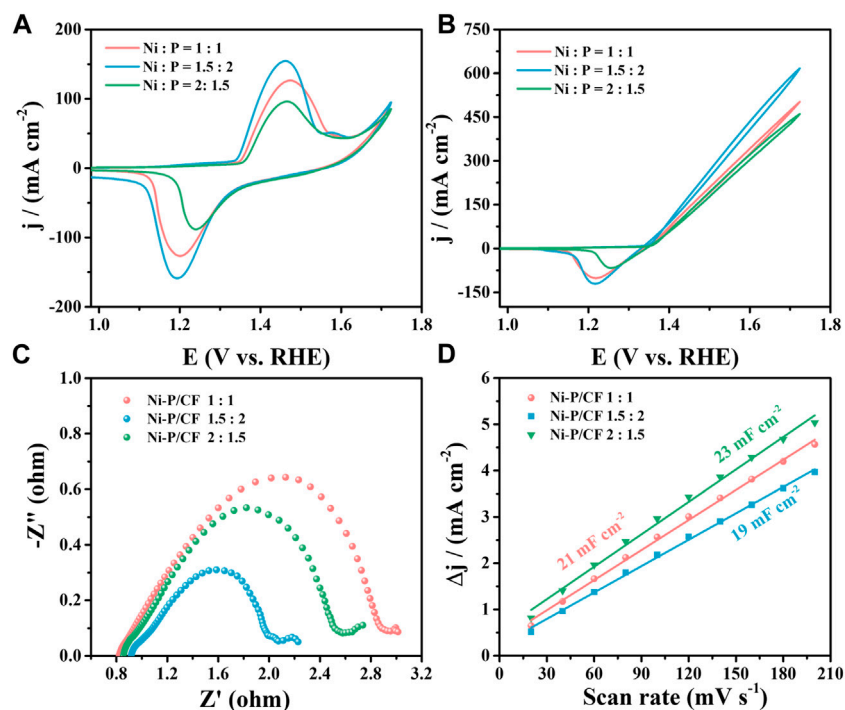 A
200
100
0
-100
-200
j / (mA cm⁻²)
Ni : P = 1 : 1
Ni : P = 1.5 : 2
Ni : P = 2: 1.5
1.0
1.2
1.4
1.6
1.8
E (V vs. RHE)
B
750
600
450
300
150
0
-150
j / (mA cm⁻²)
Ni : P = 1 : 1
Ni : P = 1.5 : 2
Ni : P = 2 : 1.5
1.0
1.2
1.4
1.6
1.8
E (V vs. RHE)
C
1.0
0.8
0.6
0.4
0.2
0.0
-Z'' (ohm)
Ni-P/CF 1 : 1
Ni-P/CF 1.5 : 2
Ni-P/CF 2 : 1.5
0.8
1.2
1.6
2.0
2.4
2.8
3.2
Z' (ohm)
D
6
5
4
3
2
1
0
Δj / (mA cm⁻²)
Ni-P/CF 1 : 1
Ni-P/CF 1.5 : 2
Ni-P/CF 2 : 1.5
23 mF cm⁻²
21 mF cm⁻²
19 mF cm⁻²
0
30
60
90
120
150
180
210
Scan rate (mV s⁻¹)